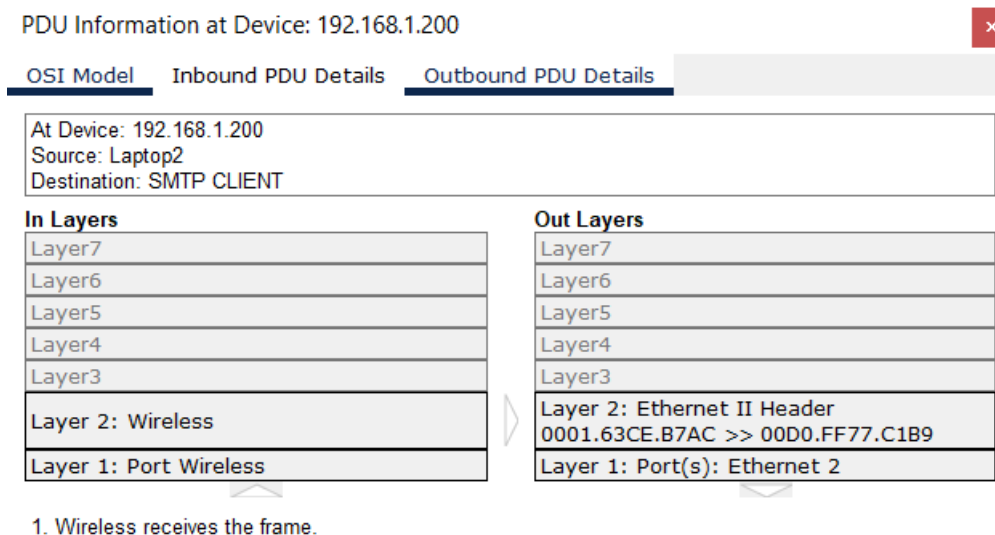 PDU Information at Device: 192.168.1.200
x
OSI Model Inbound PDU Details Outbound PDU Details
At Device: 192.168.1.200
Source: Laptop2
Destination: SMTP CLIENT
In Layers
Layer7
Layer6
Layer5
Layer4
Layer3
Layer 2: Wireless
Layer 1: Port Wireless
Out Layers
Layer7
Layer6
Layer5
Layer4
Layer3
Layer 2: Ethernet II Header
0001.63CE.B7AC >> 00D0.FF77.C1B9
Layer 1: Port(s): Ethernet 2
1. Wireless receives the frame.